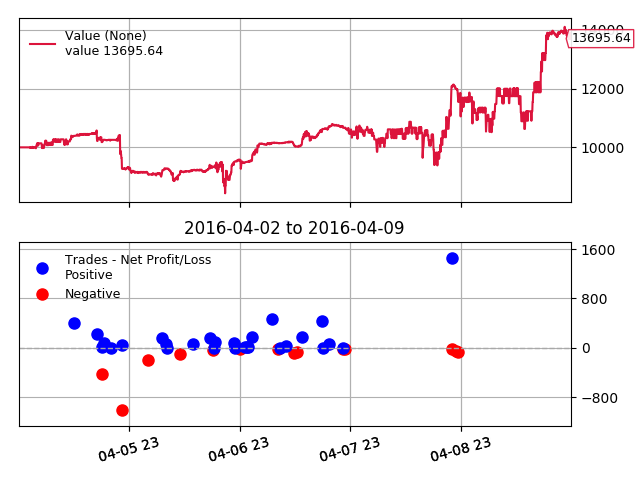 Value (None)
value 13695.64
14000
13695.64
12000
10000
2016-04-02 to 2016-04-09
Trades - Net Profit/Loss
Positive
Negative
1600
800
0
−800
04-05 23
04-06 23
04-07 23
04-08 23